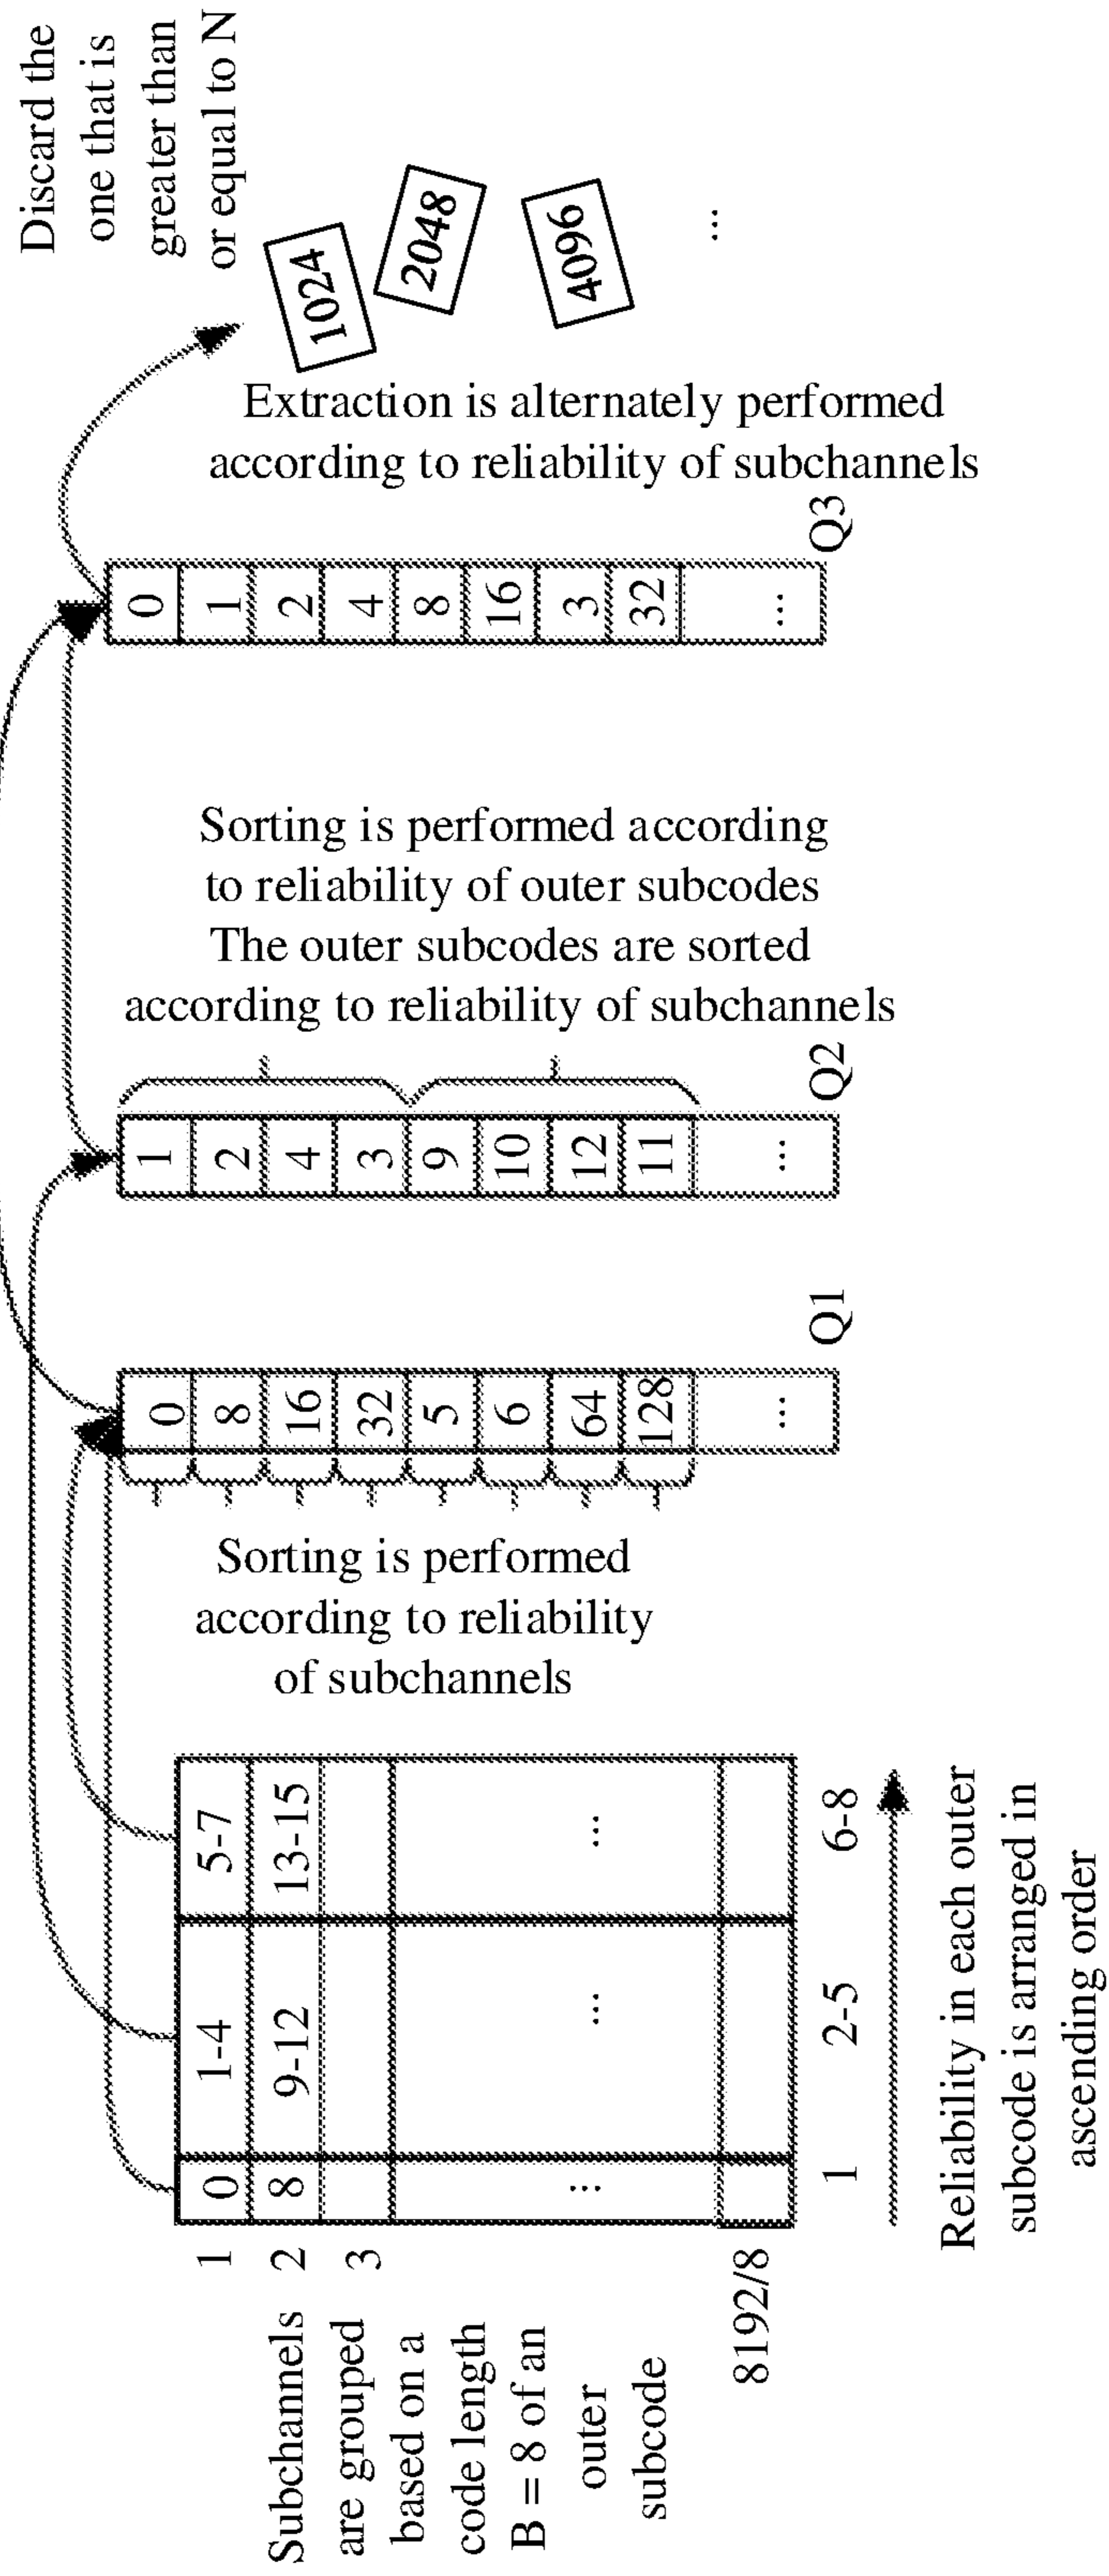 Subchannels
are grouped
based on a
code length
B = 8 of an
outer
subcode
1
2
3
8192/8
0
1-4
5-7
8
9-12
13-15
...
...
...
1
2-5
6-8
Reliability in each outer
subcode is arranged in
ascending order
Sorting is performed
according to reliability
of subchannels
0
8
16
32
5
6
64
128
...
Q1
1
2
4
3
9
10
12
11
...
Q2
Sorting is performed according
to reliability of outer subcodes
The outer subcodes are sorted
according to reliability of subchannels
0
1
2
4
8
16
3
32
...
Q3
Extraction is alternately performed
according to reliability of subchannels
Discard the
one that is
greater than
or equal to N
1024
2048
4096
...